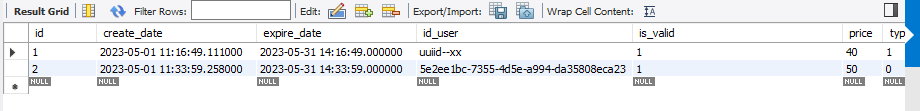 Result Grid Filter Rows: Edit: Export/Import: Wrap Cell Content:
id create_date expire_date id_user is_valid price typ
1 2023-05-01 11:16:49.111000 2023-05-31 14:16:49.000000 uuiid--xx 1 40 1
2 2023-05-01 11:33:59.258000 2023-05-31 14:33:59.000000 5e2ee1bc-7355-4d5e-a994-da35808eca23 1 50 0
NULL NULL NULL NULL NULL NULL NULL